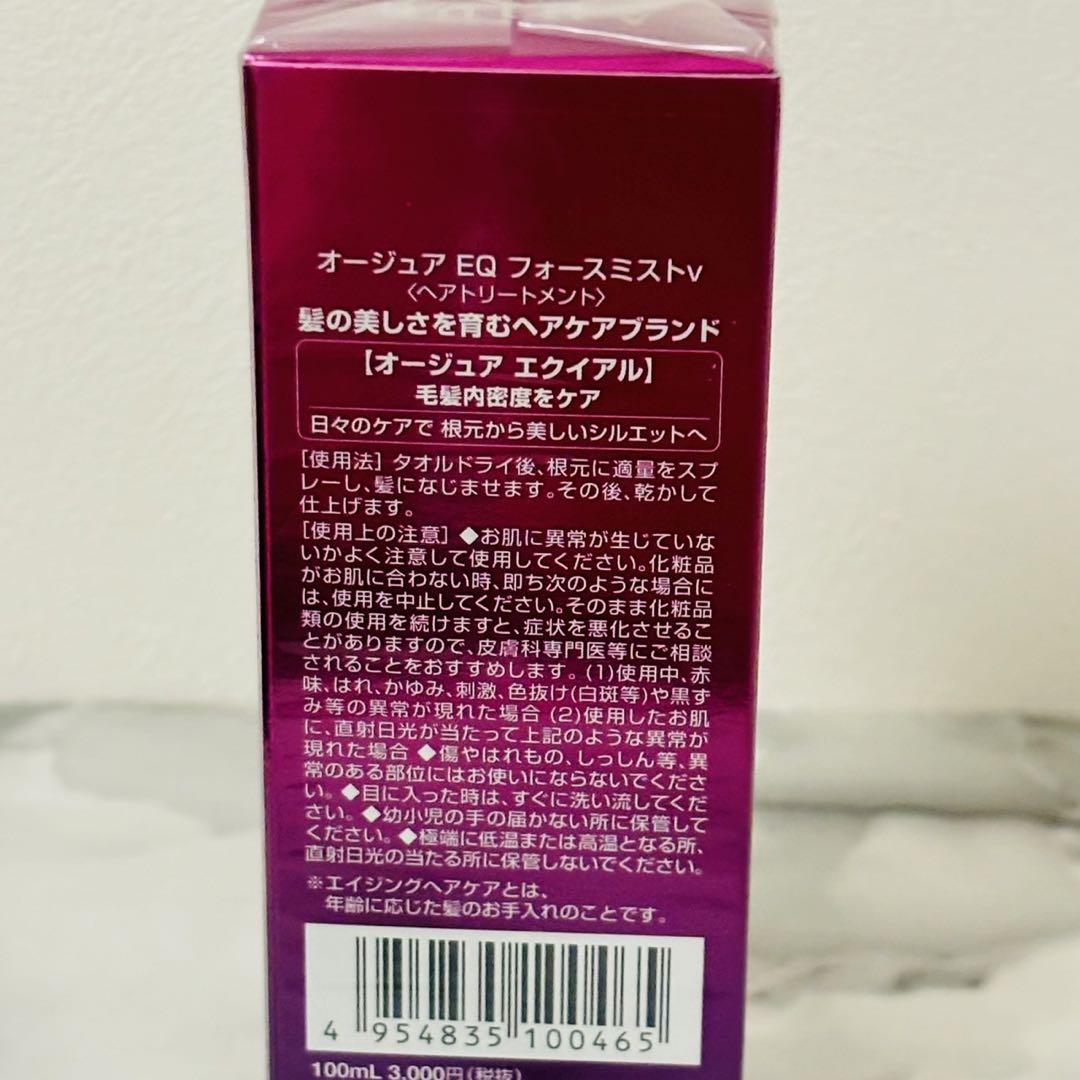 オージュア EQ フォースミストv
〈ヘアトリートメント〉
髪の美しさを育むヘアケアブランド
【オージュア エクイアル】
毛髪内密度をケア
日々のケアで 根元から美しいシルエットへ
[使用法] タオルドライ後、根元に適量をスプ
レーし、髪になじませます。その後、乾かして
仕上げます。
[使用上の注意] ◆お肌に異常が生じていな
いかよく注意して使用してください。化粧品
がお肌に合わない時、即ち次のような場合に
は、使用を中止してください。そのまま化粧品
類の使用を続けますと、症状を悪化させるこ
とがありますので、皮膚科専門医等にご相談
されることをおすすめします。(1)使用中、赤
味、はれ、かゆみ、刺激、色抜け(白斑等)や黒ず
み等の異常が現れた場合 (2)使用したお肌
に、直射日光が当たって上記のような異常が
現れた場合 ◆傷やはれもの、しっしん等、異
常のある部位にはお使いにならないでくださ
い。◆目に入った時は、すぐに洗い流してくだ
さい。◆幼小児の手の届かない所に保管して
ください。◆極端に低温または高温となる所、
直射日光の当たる所に保管しないでください。
※エイジングヘアケアとは、
年齢に応じた髪のお手入れのことです。
4 954835 100465
100mL 3,000円(税抜)